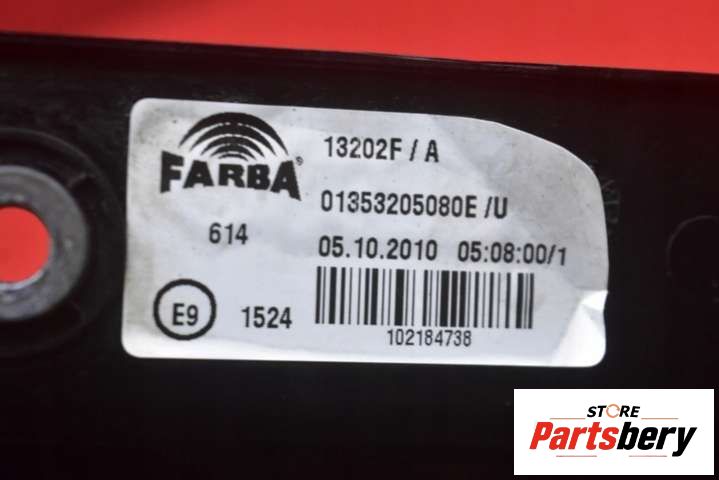 FARBA®
13202F / A
01353205080E /U
614
05.10.2010 05:08:00/1
E9
1524
102184738
STORE
Partsbery